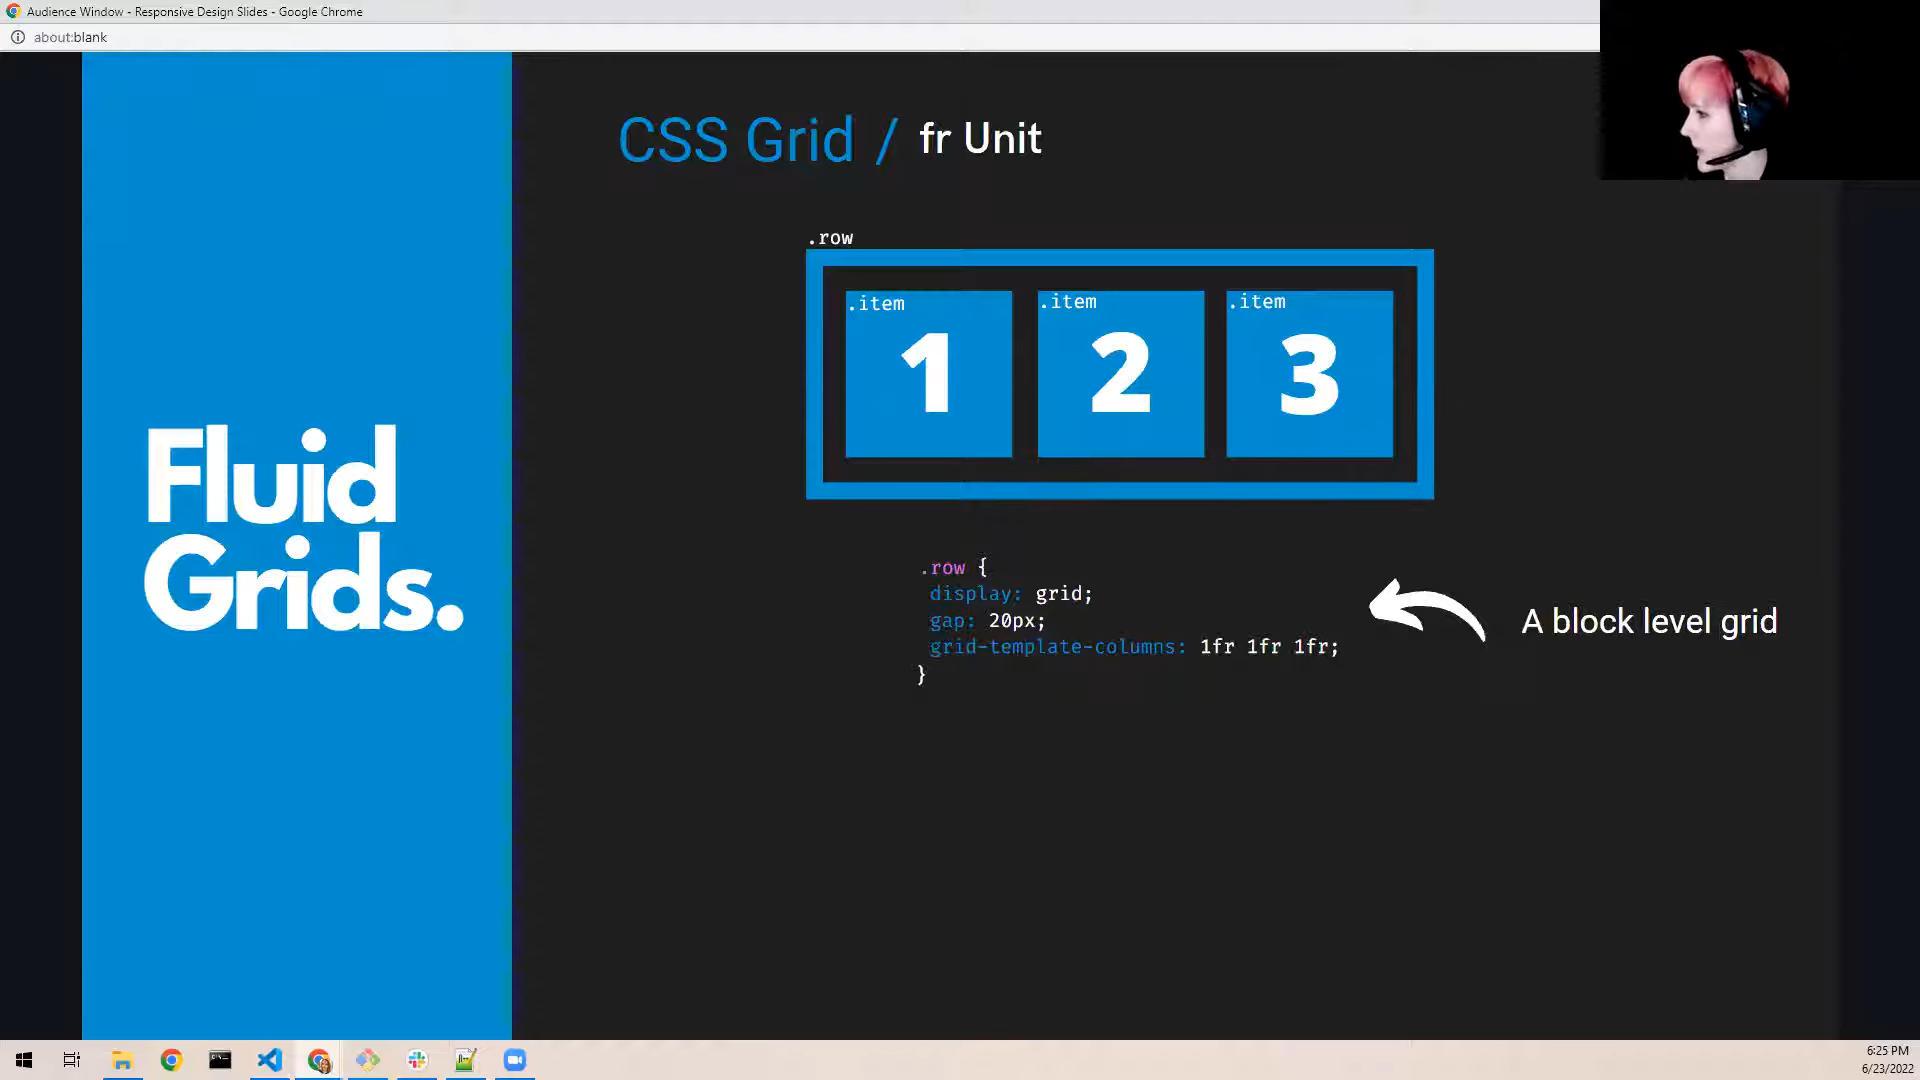 Audience Window - Responsive Design Slides - Google Chrome
about:blank
CSS Grid / fr Unit
.row
.item .item .item
1 2 3
Fluid
Grids.
.row {
display: grid;
gap: 20px;
grid-template-columns: 1fr 1fr 1fr;
}
A block level grid
6:25 PM
6/23/2022